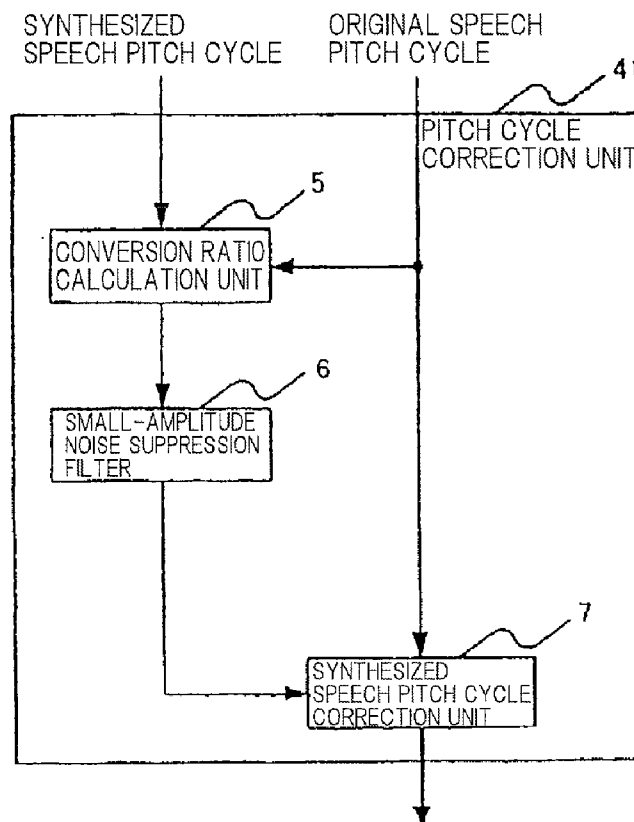 SYNTHESIZED
SPEECH PITCH CYCLE
ORIGINAL SPEECH
PITCH CYCLE
41
PITCH CYCLE
CORRECTION UNIT
5
CONVERSION RATIO
CALCULATION UNIT
6
SMALL-AMPLITUDE
NOISE SUPPRESSION
FILTER
7
SYNTHESIZED
SPEECH PITCH CYCLE
CORRECTION UNIT